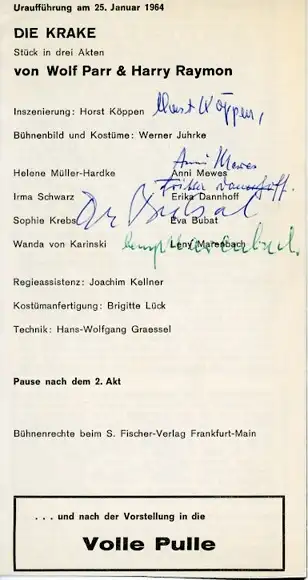 Uraufführung am 25. Januar 1964
DIE KRAKE
Stück in drei Akten
von Wolf Parr & Harry Raymon
Inszenierung: Horst Köppen Horst Köppen,
Bühnenbild und Kostüme: Werner Juhrke
Anni Mewes
Helene Müller-Hardke Anni Mewes
Irma Schwarz Erika Dannhoff
Sophie Krebs Eva Bubat
Wanda von Karinski Leny Marenbach
Regieassistenz: Joachim Kellner
Kostümanfertigung: Brigitte Lück
Technik: Hans-Wolfgang Graessel
Pause nach dem 2. Akt
Bühnenrechte beim S. Fischer-Verlag Frankfurt-Main
. . . und nach der Vorstellung in die
Volle Pulle